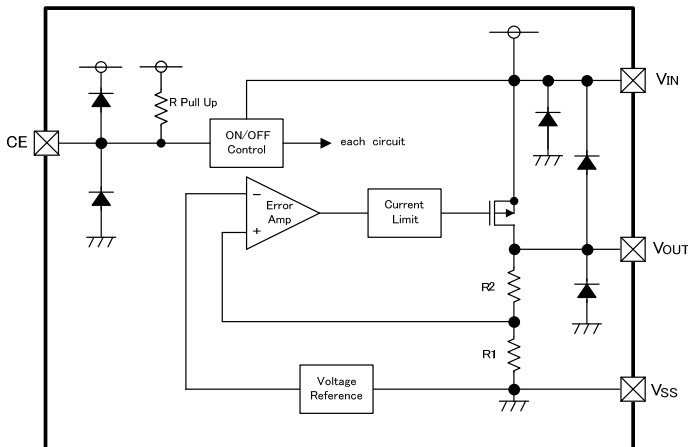 VIN
R Pull Up
CE
ON/OFF
Control
each circuit
−
Error
Amp
+
Current
Limit
VOUT
R2
R1
Voltage
Reference
VSS